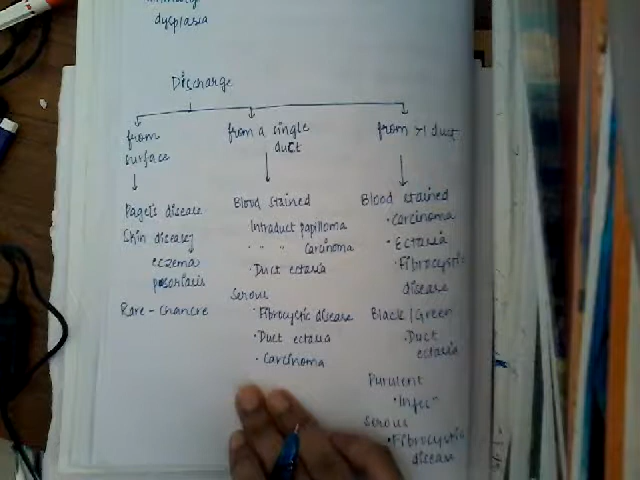 dysplasia
Discharge
from
surface
Paget's disease
Skin diseases
eczema
psoriasis
Rare - chancre
from a single
duct
Blood stained
Intraduct papilloma
" " carcinoma
· Duct ectasia
Serous
· Fibrocystic disease
· Duct ectasia
· Carcinoma
from >1 duct
Blood stained
· Carcinoma
· Ectasia
· Fibrocystic
disease
Black/Green
· Duct
ectasia
Purulent
· Infecⁿ
Serous
· Fibrocystic
disease